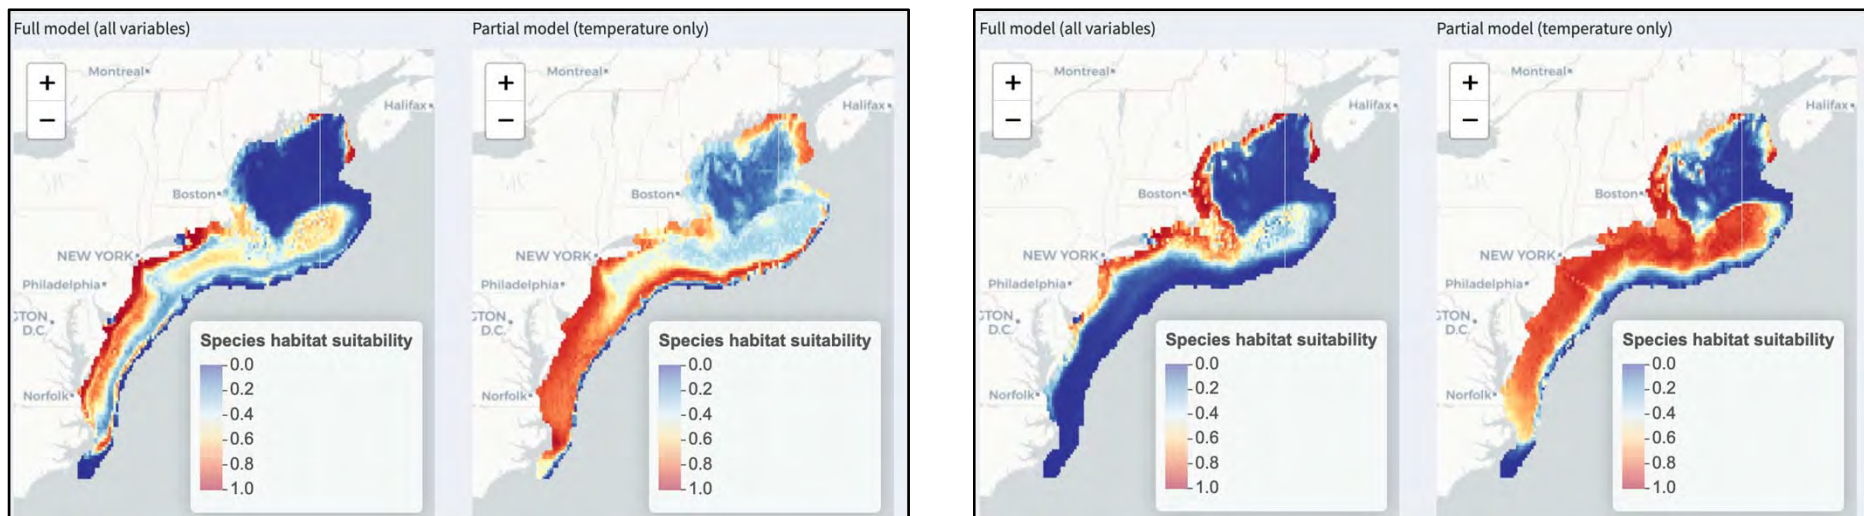 Full model (all variables)
Partial model (temperature only)
+
−
Montreal
Halifax
Boston
NEW YORK
Philadelphia
TON
D.C.
Norfolk
Species habitat suitability
0.0
0.2
0.4
0.6
0.8
1.0
+
−
Montreal
Halifax
Boston
NEW YORK
Philadelphia
TON
D.C.
Norfolk
Species habitat suitability
0.0
0.2
0.4
0.6
0.8
1.0
Full model (all variables)
Partial model (temperature only)
+
−
Montreal
Halifax
Boston
NEW YORK
Philadelphia
TON
D.C.
Norfolk
Species habitat suitability
0.0
0.2
0.4
0.6
0.8
1.0
+
−
Montreal
Halifax
Boston
NEW YORK
Philadelphia
TON
D.C.
Norfolk
Species habitat suitability
0.0
0.2
0.4
0.6
0.8
1.0